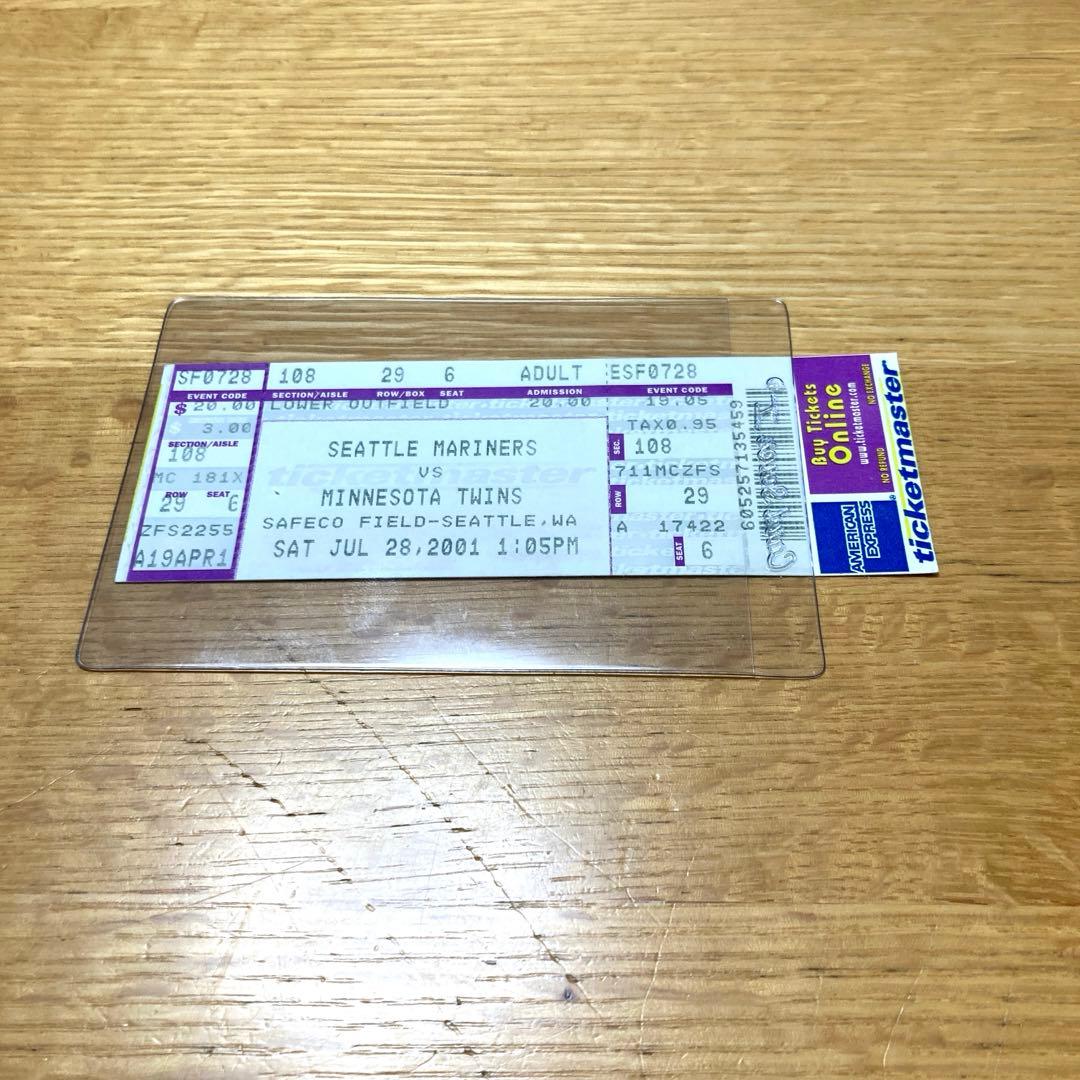 SF0728 108 29 6 ADULT ESF0728
EVENT CODE SECTION/AISLE ROW/BOX SEAT ADMISSION EVENT CODE
$ 20.00 LOWER OUTFIELD 20.00 19.05
$ 3.00
SECTION/AISLE
108
MC 181X
ROW SEAT
29 6
ZFS2255
A19APR1
SEATTLE MARINERS
VS
MINNESOTA TWINS
SAFECO FIELD-SEATTLE,WA
SAT JUL 28,2001 1:05PM
ticketmaster
TAX0.95
SEC. 108
711MCZFS
ROW 29
A 17422
SEAT 6
605257135459
Buy Tickets
Online
www.ticketmaster.com
NO REFUND NO EXCHANGE
AMERICAN
EXPRESS
ticketmaster